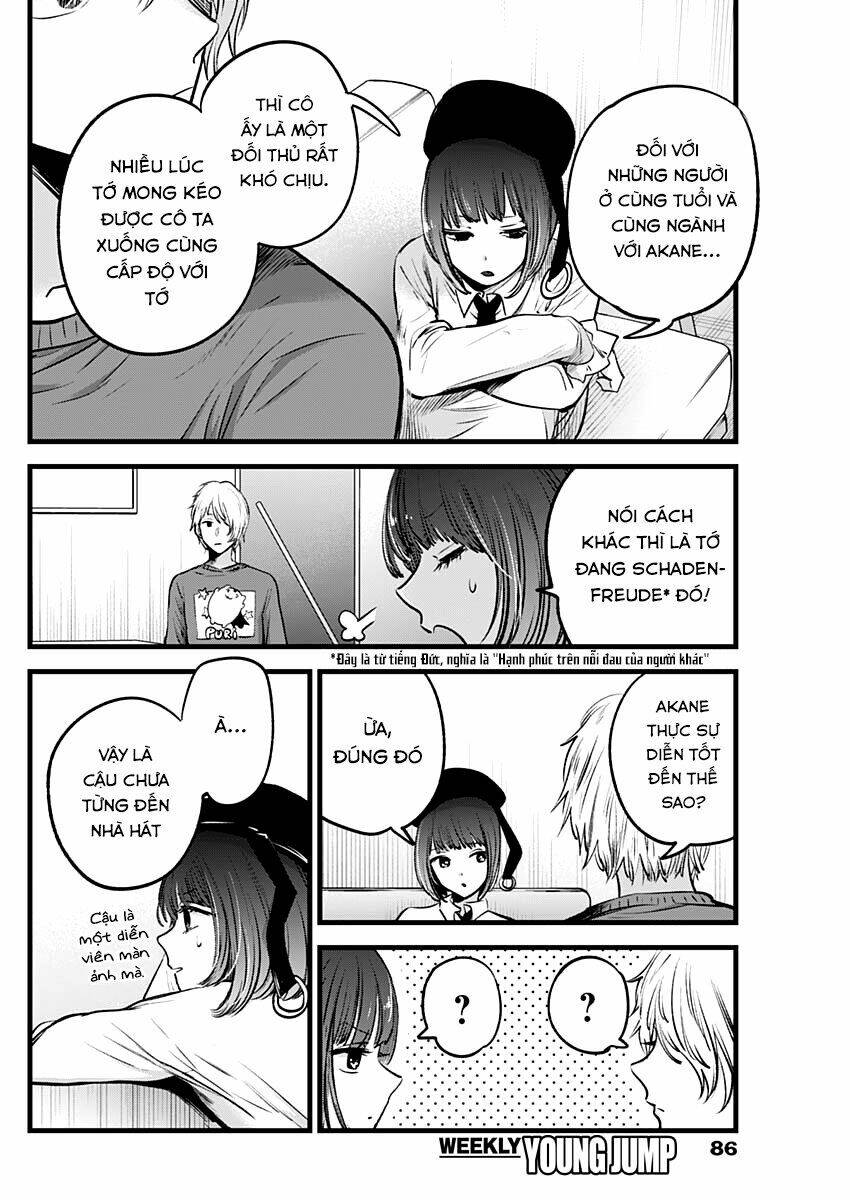 ĐỐI VỚI
NHỮNG NGƯỜI
Ở CÙNG TUỔI VÀ
CÙNG NGÀNH
VỚI AKANE...
THÌ CÔ
ẤY LÀ MỘT
ĐỐI THỦ RẤT
KHÓ CHỊU.
NHIỀU LÚC
TỚ MONG KÉO
ĐƯỢC CÔ TA
XUỐNG CÙNG
CẤP ĐỘ VỚI
TỚ
NÓI CÁCH
KHÁC THÌ LÀ TỚ
ĐANG SCHADEN-
FREUDE* ĐÓ!
PURI
*Đây là từ tiếng Đức, nghĩa là "Hạnh phúc trên nỗi đau của người khác"
AKANE
THỰC SỰ
DIỄN TỐT
ĐẾN THẾ
SAO?
ỪA,
ĐÚNG ĐÓ
?
?
À...
VẬY LÀ
CẬU CHƯA
TỪNG ĐẾN
NHÀ HÁT
Cậu là
một diễn
viên màn
ảnh mà.
WEEKLY YOUNG JUMP 86